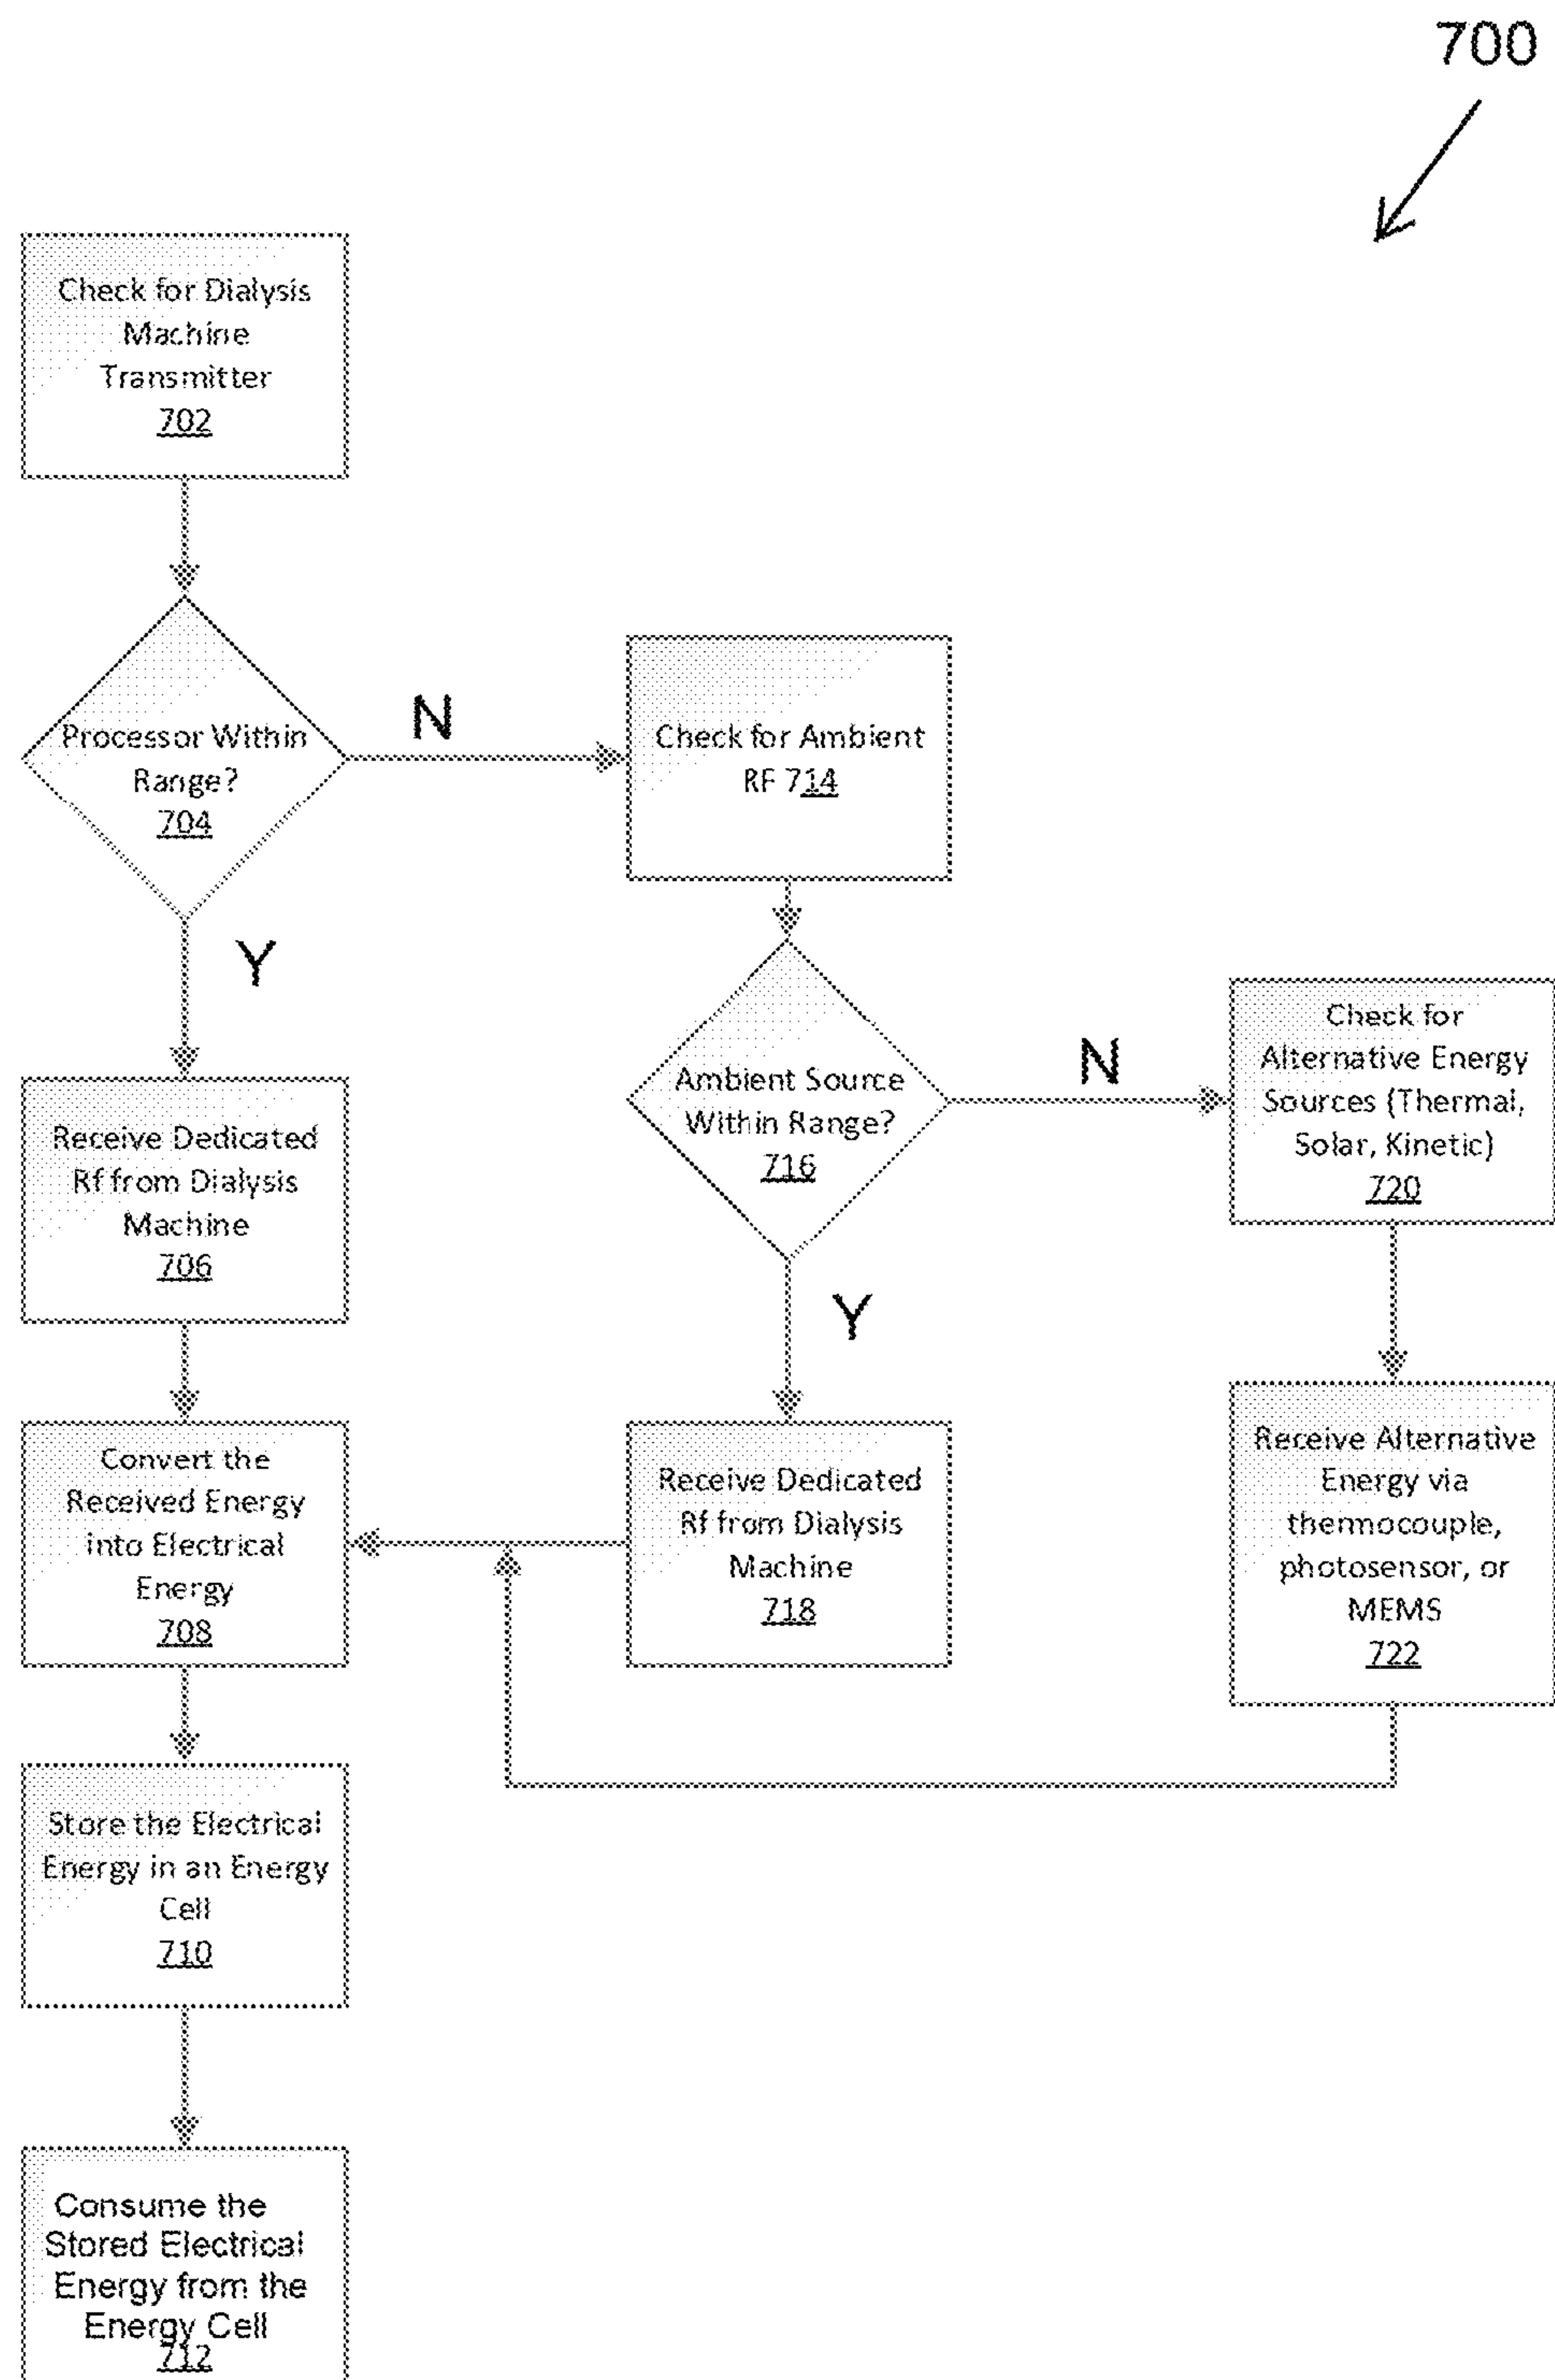 700
Check for Dialysis
Machine
Transmitter
702
Processor Within
Range?
704
N
Y
Check for Ambient
RF 714
Ambient Source
Within Range?
716
N
Y
Check for
Alternative Energy
Sources (Thermal,
Solar, Kinetic)
720
Receive Dedicated
Rf from Dialysis
Machine
706
Receive Alternative
Energy via
thermocouple,
photosensor, or
MEMS
722
Convert the
Received Energy
into Electrical
Energy
708
Receive Dedicated
Rf from Dialysis
Machine
718
Store the Electrical
Energy in an Energy
Cell
710
Consume the
Stored Electrical
Energy from the
Energy Cell
712